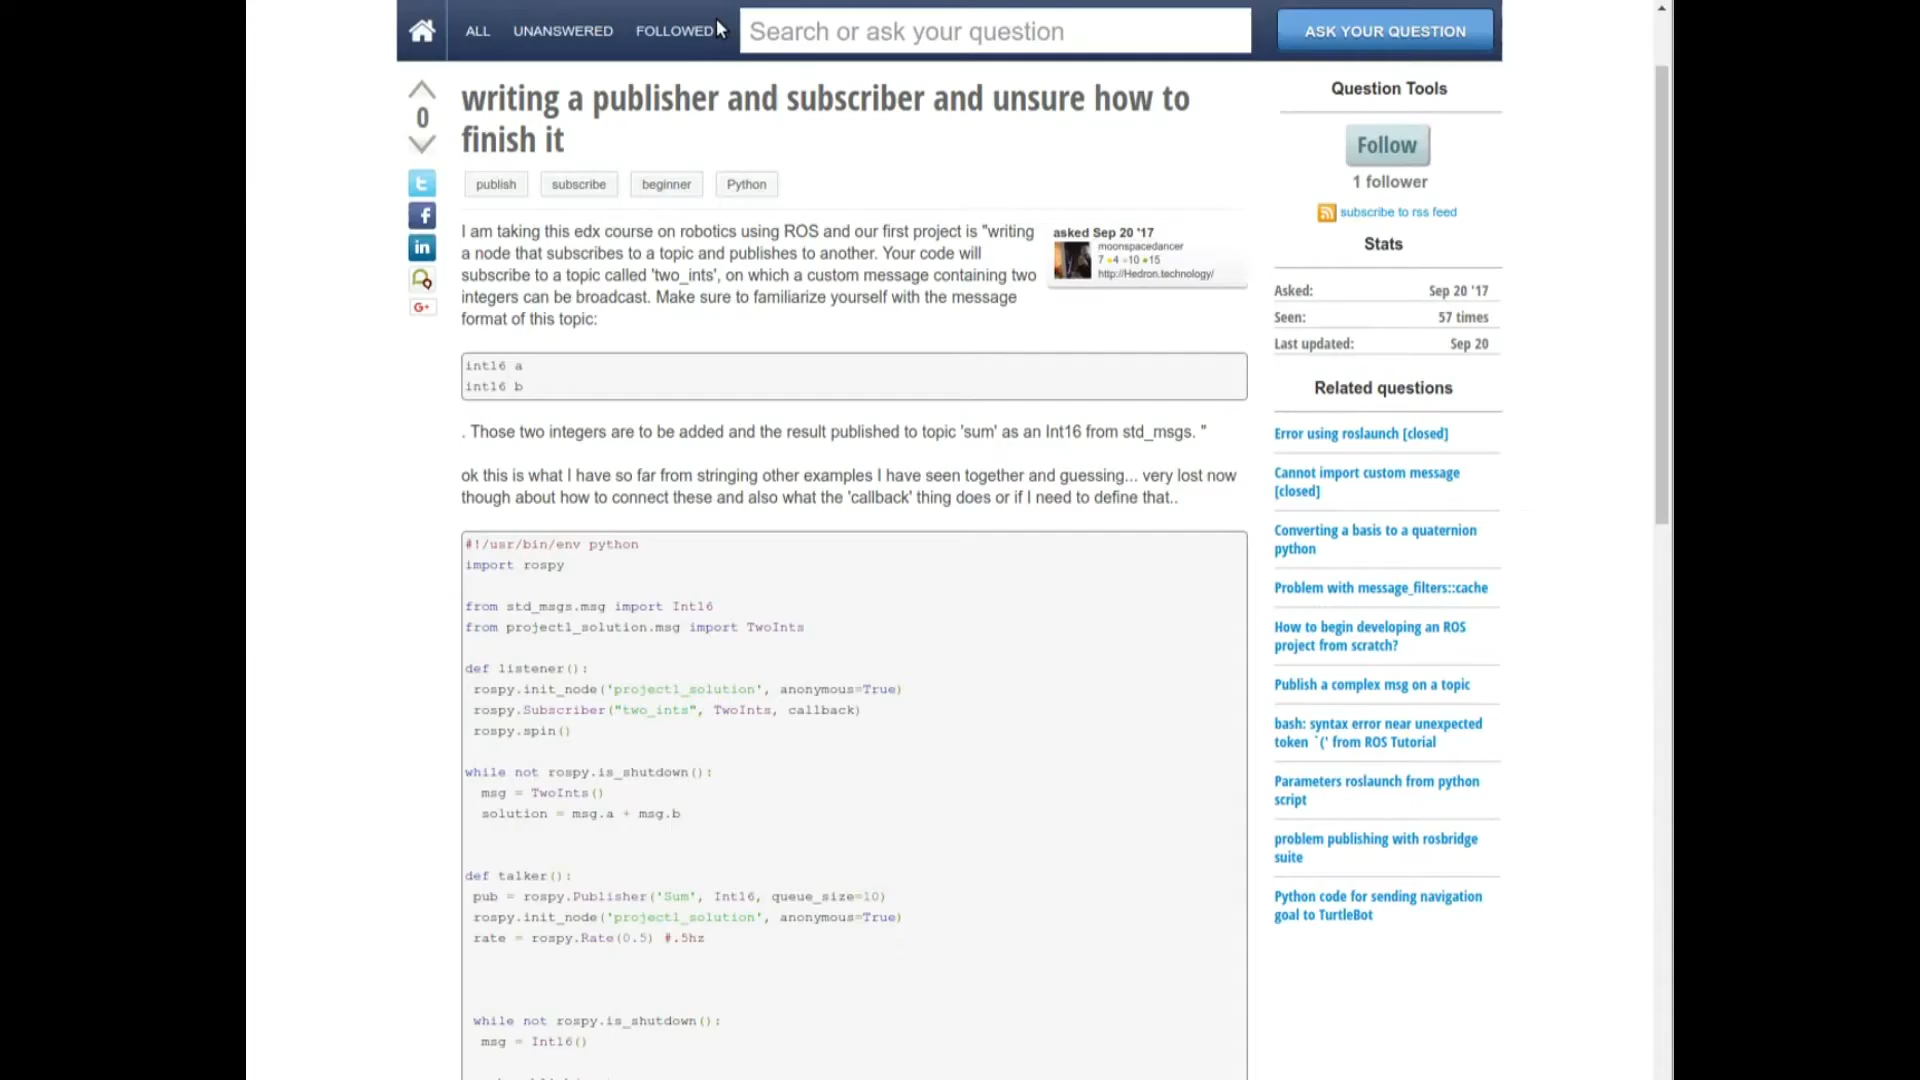 ALL UNANSWERED FOLLOWED Search or ask your question ASK YOUR QUESTION
0
writing a publisher and subscriber and unsure how to
finish it
publish subscribe beginner Python
I am taking this edx course on robotics using ROS and our first project is "writing
a node that subscribes to a topic and publishes to another. Your code will
subscribe to a topic called 'two_ints', on which a custom message containing two
integers can be broadcast. Make sure to familiarize yourself with the message
format of this topic:
asked Sep 20 '17
moonspacedancer
7 ●4 ●10 ●15
http://Hedron.technology/
int16 a
int16 b
. Those two integers are to be added and the result published to topic 'sum' as an Int16 from std_msgs. "
ok this is what I have so far from stringing other examples I have seen together and guessing... very lost now
though about how to connect these and also what the 'callback' thing does or if I need to define that..
#!/usr/bin/env python
import rospy
from std_msgs.msg import Int16
from project1_solution.msg import TwoInts
def listener():
rospy.init_node('project1_solution', anonymous=True)
rospy.Subscriber("two_ints", TwoInts, callback)
rospy.spin()
while not rospy.is_shutdown():
msg = TwoInts()
solution = msg.a + msg.b
def talker():
pub = rospy.Publisher('Sum', Int16, queue_size=10)
rospy.init_node('project1_solution', anonymous=True)
rate = rospy.Rate(0.5) #.5hz
while not rospy.is_shutdown():
msg = Int16()
t
f
in
G+
Question Tools
Follow
1 follower
subscribe to rss feed
Stats
Asked: Sep 20 '17
Seen: 57 times
Last updated: Sep 20
Related questions
Error using roslaunch [closed]
Cannot import custom message
[closed]
Converting a basis to a quaternion
python
Problem with message_filters::cache
How to begin developing an ROS
project from scratch?
Publish a complex msg on a topic
bash: syntax error near unexpected
token `(' from ROS Tutorial
Parameters roslaunch from python
script
problem publishing with rosbridge
suite
Python code for sending navigation
goal to TurtleBot